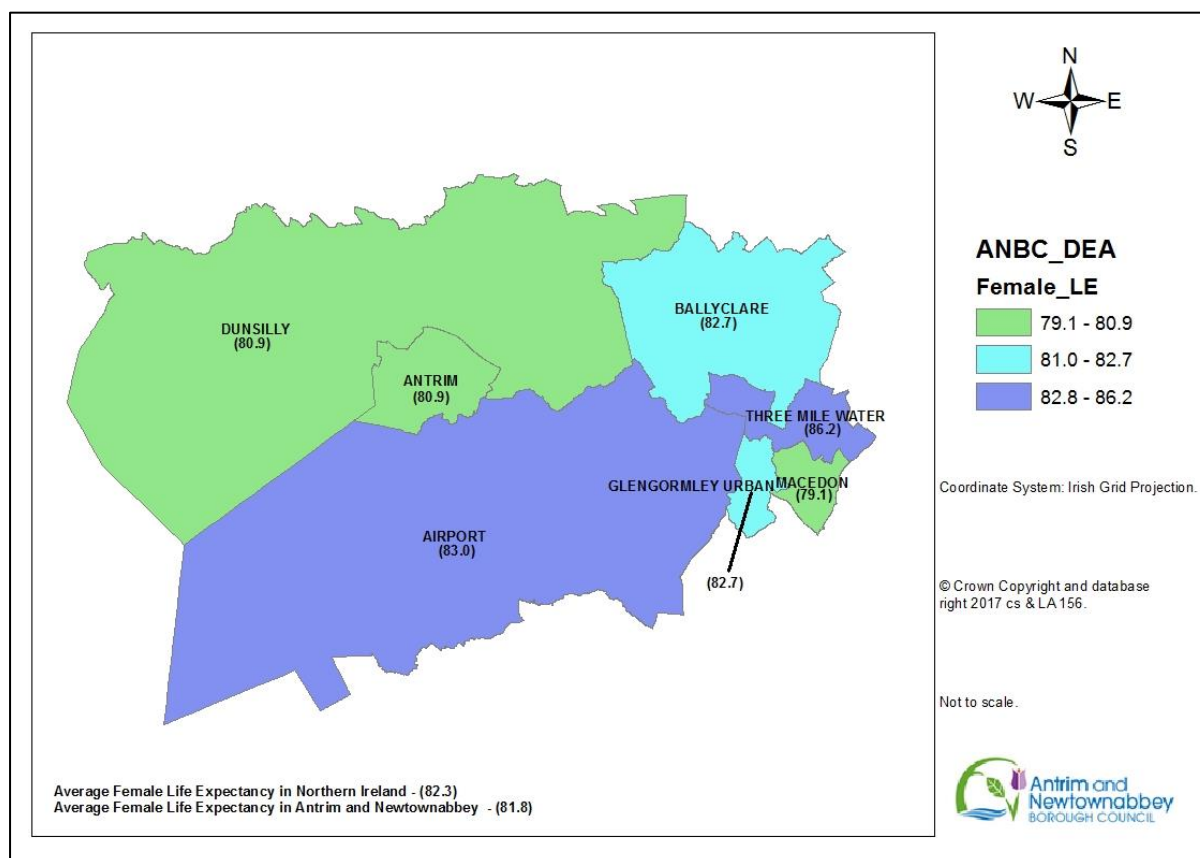 N
W E
S
ANBC_DEA
Female_LE
79.1 - 80.9
81.0 - 82.7
82.8 - 86.2
BALLYCLARE
(82.7)
DUNSILLY
(80.9)
ANTRIM
(80.9)
THREE MILE WATER
(86.2)
GLENGORMLEY URBAN
(82.7)
MACEDON
(79.1)
AIRPORT
(83.0)
Coordinate System: Irish Grid Projection.
© Crown Copyright and database
right 2017 cs & LA 156.
Not to scale.
Average Female Life Expectancy in Northern Ireland - (82.3)
Average Female Life Expectancy in Antrim and Newtownabbey - (81.8)
Antrim and
Newtownabbey
BOROUGH COUNCIL